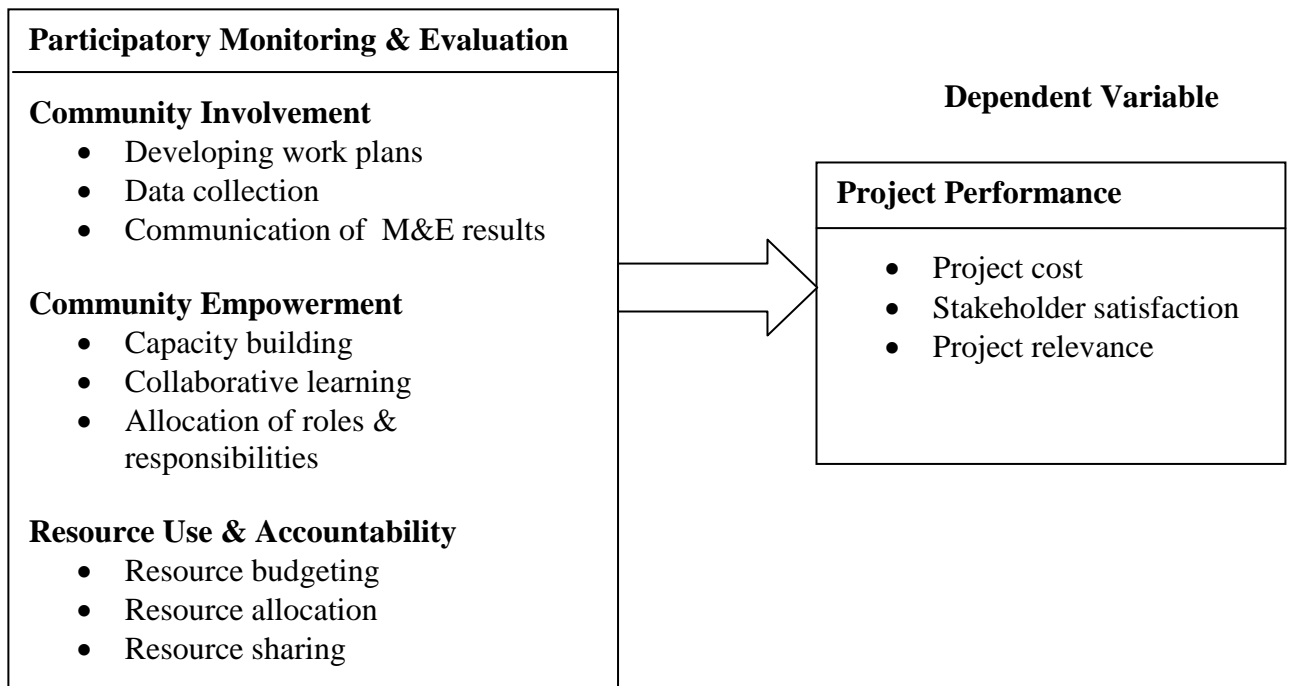 Participatory Monitoring & Evaluation
Community Involvement
• Developing work plans
• Data collection
• Communication of M&E results
Community Empowerment
• Capacity building
• Collaborative learning
• Allocation of roles &
responsibilities
Resource Use & Accountability
• Resource budgeting
• Resource allocation
• Resource sharing
Dependent Variable
Project Performance
• Project cost
• Stakeholder satisfaction
• Project relevance